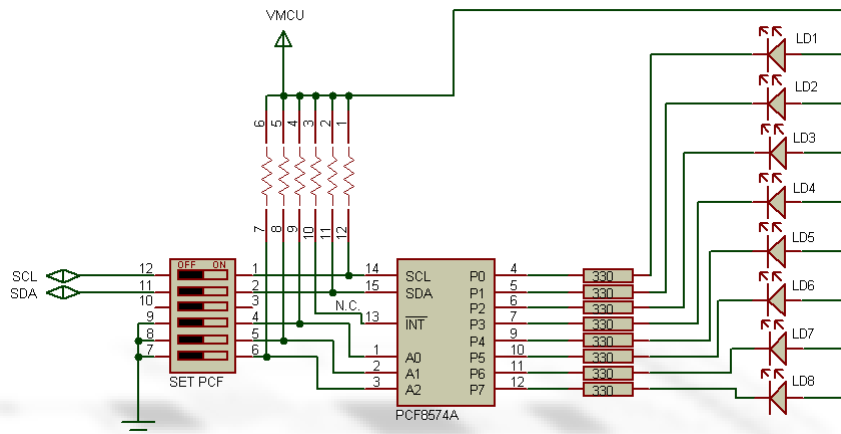 VMCU
LD1
LD2
LD3
LD4
LD5
LD6
LD7
LD8
6 5 4 3 2 1
7 8 9 10 11 12
OFF ON
SCL 12 1 14 SCL P0 4 330
SDA 11 2 15 SDA P1 5 330
10 3 N.C. P2 6 330
9 4 13 INT P3 7 330
8 5 P4 9 330
7 6 1 A0 P5 10 330
2 A1 P6 11 330
3 A2 P7 12 330
SET PCF
PCF8574A